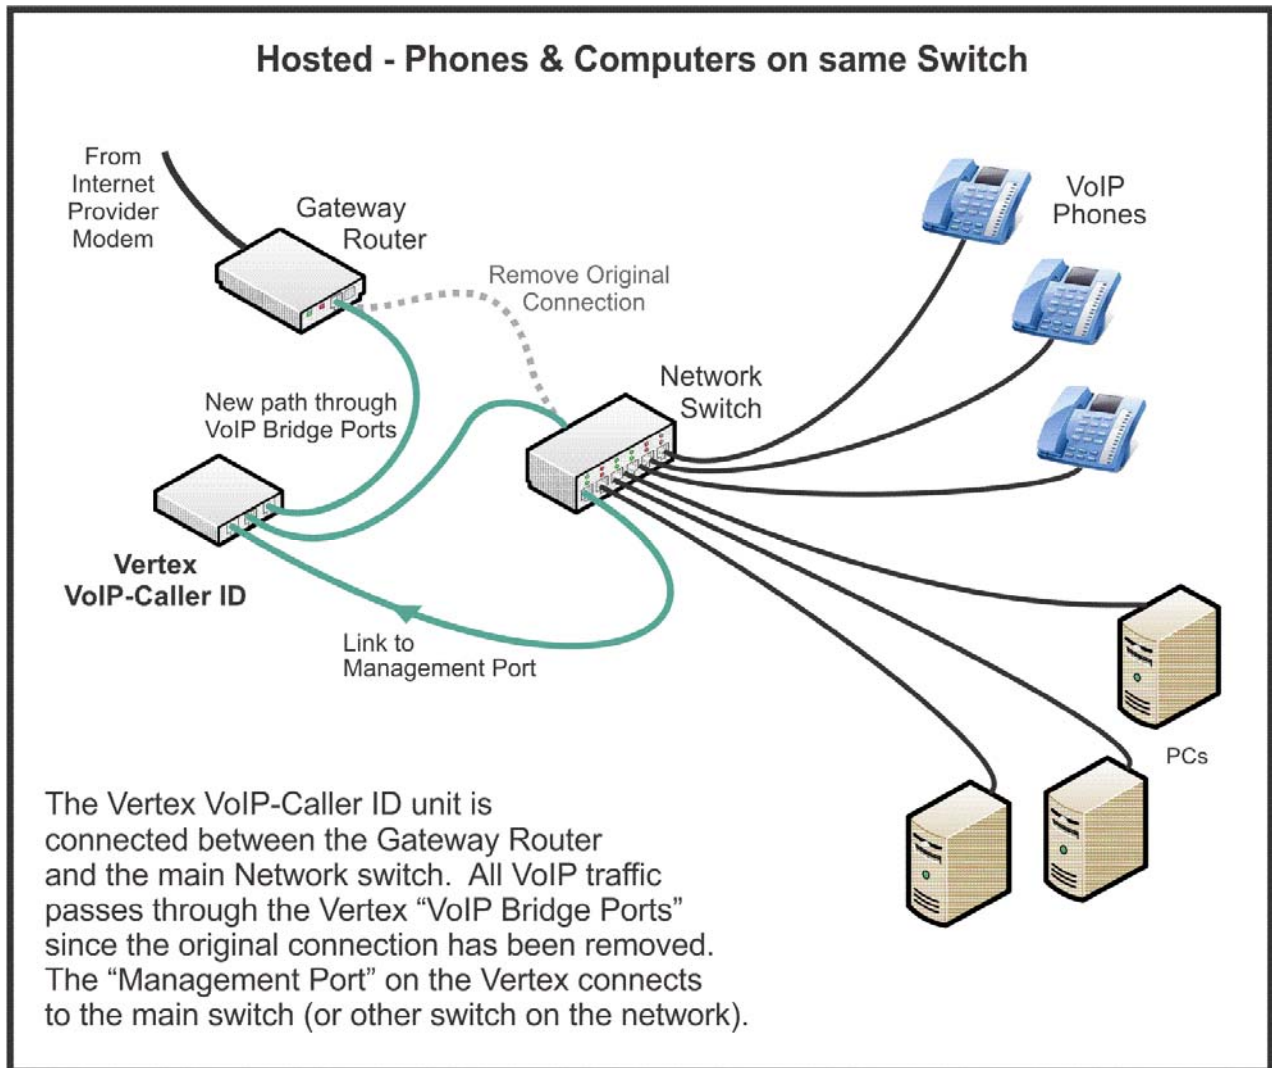 Hosted - Phones & Computers on same Switch
From
Internet
Provider
Modem
Gateway
Router
Remove Original
Connection
VoIP
Phones
Network
Switch
New path through
VoIP Bridge Ports
Vertex
VoIP-Caller ID
Link to
Management Port
PCs
The Vertex VoIP-Caller ID unit is
connected between the Gateway Router
and the main Network switch.  All VoIP traffic
passes through the Vertex “VoIP Bridge Ports”
since the original connection has been removed.
The “Management Port” on the Vertex connects
to the main switch (or other switch on the network).